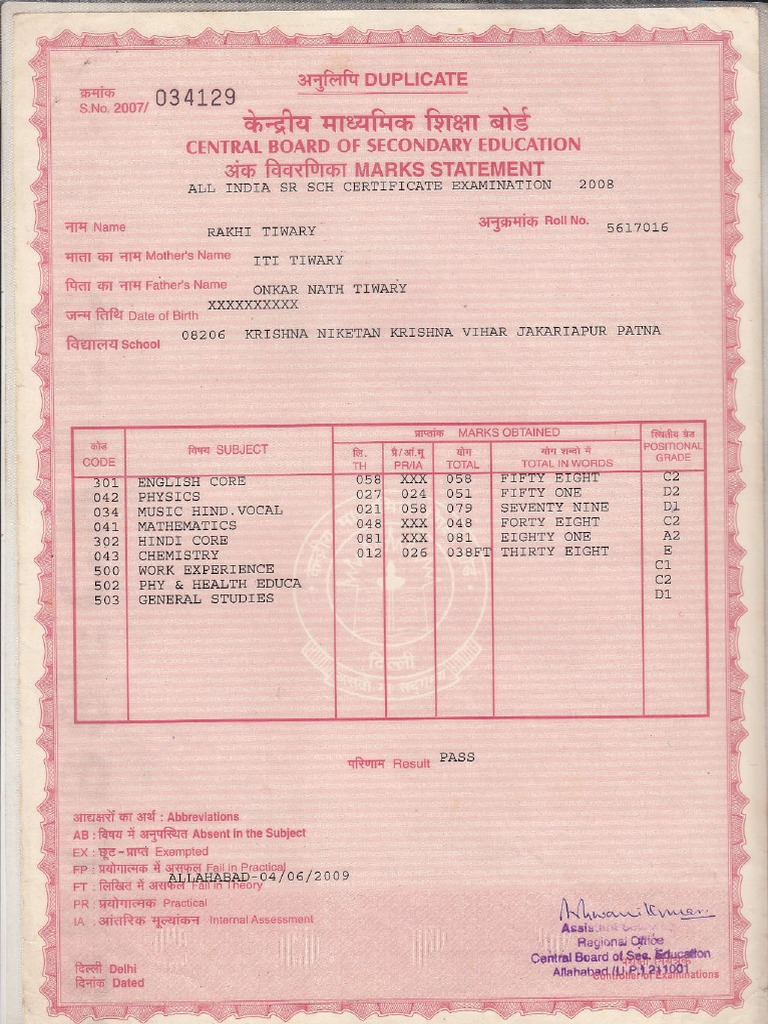 अनुलिपि DUPLICATE
क्रमांक
S.No. 2007/ 034129
केन्द्रीय माध्यमिक शिक्षा बोर्ड
CENTRAL BOARD OF SECONDARY EDUCATION
अंक विवरणिका MARKS STATEMENT
ALL INDIA SR SCH CERTIFICATE EXAMINATION 2008
नाम Name RAKHI TIWARY अनुक्रमांक Roll No. 5617016
माता का नाम Mother's Name ITI TIWARY
पिता का नाम Father's Name ONKAR NATH TIWARY
जन्म तिथि Date of Birth XXXXXXXXXX
विद्यालय School 08206 KRISHNA NIKETAN KRISHNA VIHAR JAKARIAPUR PATNA
कोड CODE विषय SUBJECT प्राप्तांक MARKS OBTAINED स्थितीय ग्रेड POSITIONAL GRADE
लि. TH प्रै/आं.मू PR/IA योग TOTAL योग शब्दो में TOTAL IN WORDS
301 ENGLISH CORE 058 XXX 058 FIFTY EIGHT C2
042 PHYSICS 027 024 051 FIFTY ONE D2
034 MUSIC HIND.VOCAL 021 058 079 SEVENTY NINE D1
041 MATHEMATICS 048 XXX 048 FORTY EIGHT C2
302 HINDI CORE 081 XXX 081 EIGHTY ONE A2
043 CHEMISTRY 012 026 038FT THIRTY EIGHT E
500 WORK EXPERIENCE C1
502 PHY & HEALTH EDUCA C2
503 GENERAL STUDIES D1
दिल्ली
परिणाम Result PASS
आद्यक्षरों का अर्थ : Abbreviations
AB : विषय में अनुपस्थित Absent in the Subject
EX : छूट-प्राप्त Exempted
FP : प्रयोगात्मक में असफल Fail in Practical
ALLAHABAD-04/06/2009
FT : लिखित में असफल Fail in Theory
PR : प्रयोगात्मक Practical
IA : आंतरिक मूल्यांकन Internal Assessment
Ashwani Kumar
Regional Office
Central Board of Sec. Education
Allahabad (U.P.) 211001
Controller of Examinations
दिल्ली Delhi
दिनांक Dated